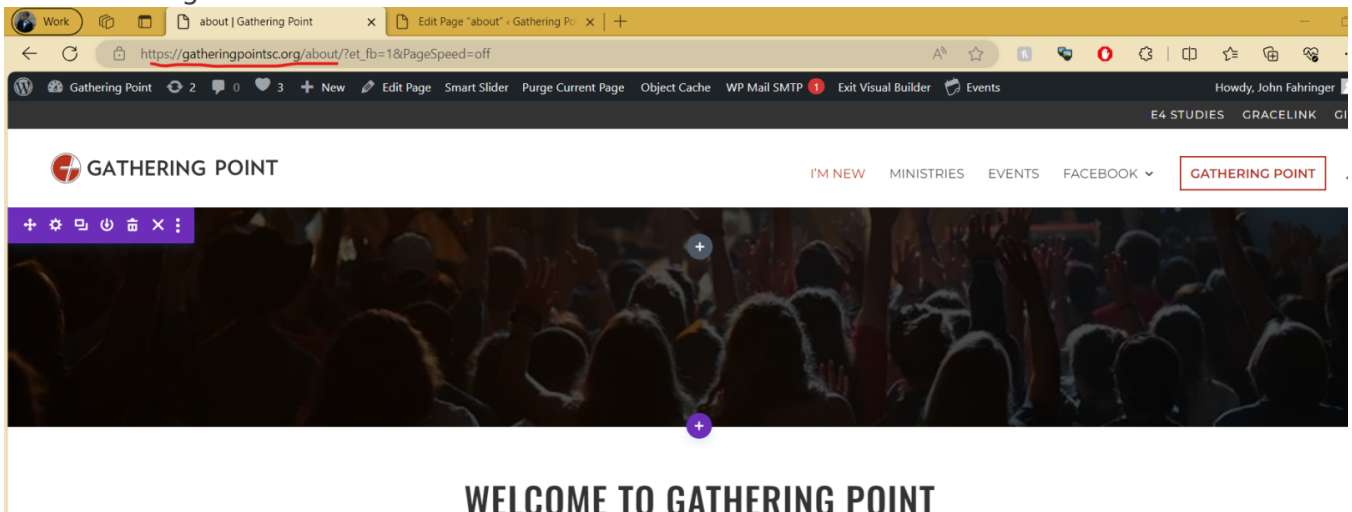 Work
about | Gathering Point
Edit Page "about" ‹ Gathering Po
https://gatheringpointsc.org/about/?et_fb=1&PageSpeed=off
Gathering Point 2 0 3 + New Edit Page Smart Slider Purge Current Page Object Cache WP Mail SMTP 1 Exit Visual Builder Events Howdy, John Fahringer
E4 STUDIES GRACELINK GI
GATHERING POINT
I'M NEW MINISTRIES EVENTS FACEBOOK GATHERING POINT
WELCOME TO GATHERING POINT